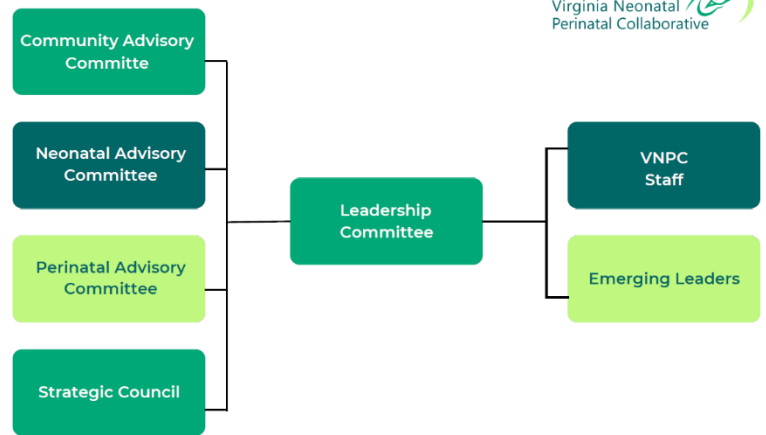 Virginia Neonatal
Perinatal Collaborative
Community Advisory
Committe
Neonatal Advisory
Committee
Perinatal Advisory
Committee
Strategic Council
Leadership
Committee
VNPC
Staff
Emerging Leaders